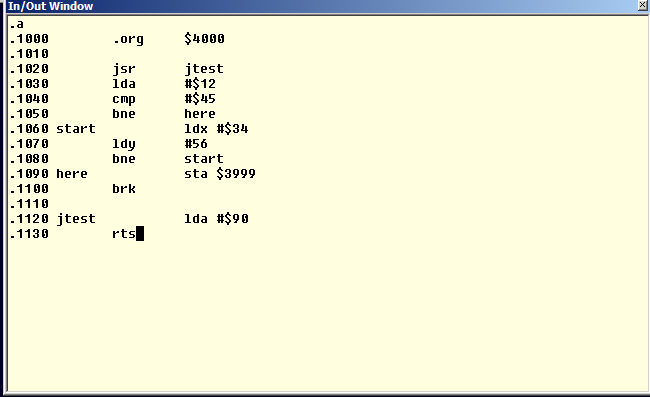 In/Out Window
.a
.1000 .org $4000
.1010
.1020 jsr jtest
.1030 lda #$12
.1040 cmp #$45
.1050 bne here
.1060 start ldx #$34
.1070 ldy #56
.1080 bne start
.1090 here sta $3999
.1100 brk
.1110
.1120 jtest lda #$90
.1130 rts